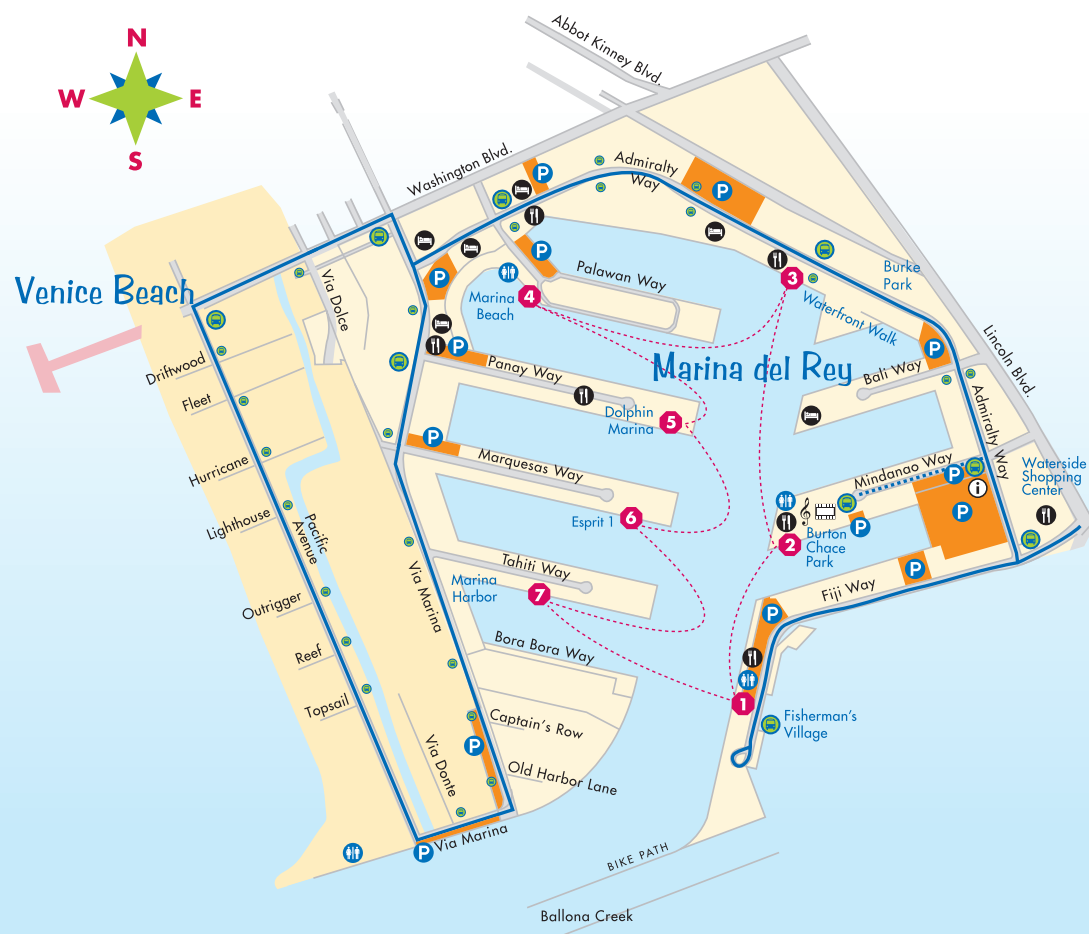 N
W
E
S
Abbot Kinney Blvd.
Washington Blvd.
Admiralty
Way
P
P
P
P
Palawan Way
Burke
Park
Venice Beach
Via Dolce
Marina
Beach
4
3
Waterfront Walk
Lincoln Blvd.
P
P
Driftwood
Panay Way
Marina del Rey
Bali Way
Fleet
Dolphin
Marina
5
Admiralty Way
P
Hurricane
Marquesas Way
Mindanao Way
Waterside
Shopping
Center
P
i
P
Lighthouse
Pacific
Avenue
Esprit 1
6
P
2
Burton
Chace
Park
Tahiti Way
Via Marina
Marina
Harbor
7
P
Fiji Way
Outrigger
P
Reef
Bora Bora Way
Topsail
1
Captain's Row
Fisherman's
Village
P
Via Donte
Old Harbor Lane
P
Via Marina
BIKE PATH
Ballona Creek